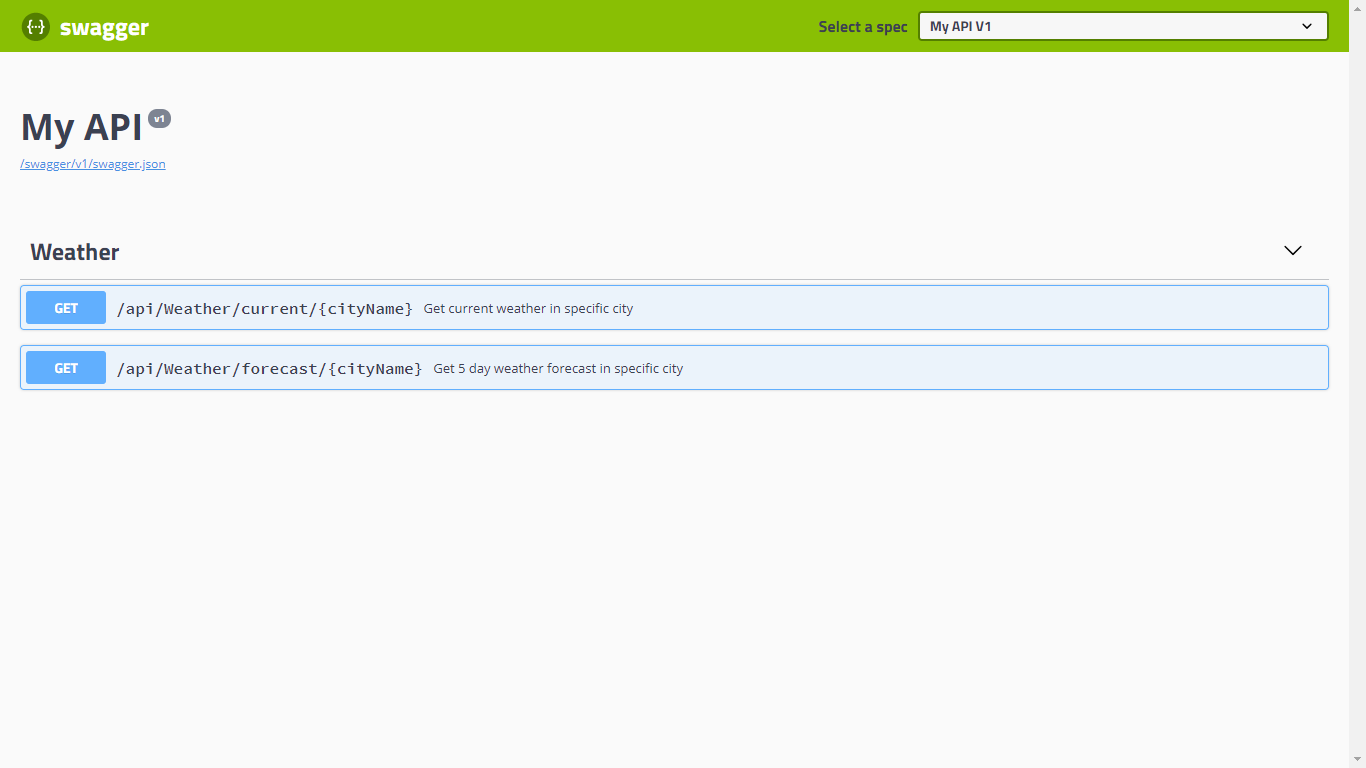 {...} swagger Select a spec My API V1
My API v1
/swagger/v1/swagger.json
Weather
GET /api/Weather/current/{cityName} Get current weather in specific city
GET /api/Weather/forecast/{cityName} Get 5 day weather forecast in specific city